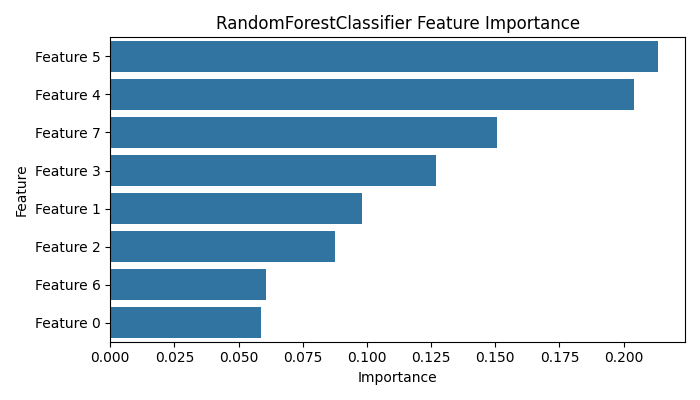 RandomForestClassifier Feature Importance
Feature 5
Feature 4
Feature 7
Feature 3
Feature 1
Feature 2
Feature 6
Feature 0
Feature
0.000 0.025 0.050 0.075 0.100 0.125 0.150 0.175 0.200
Importance